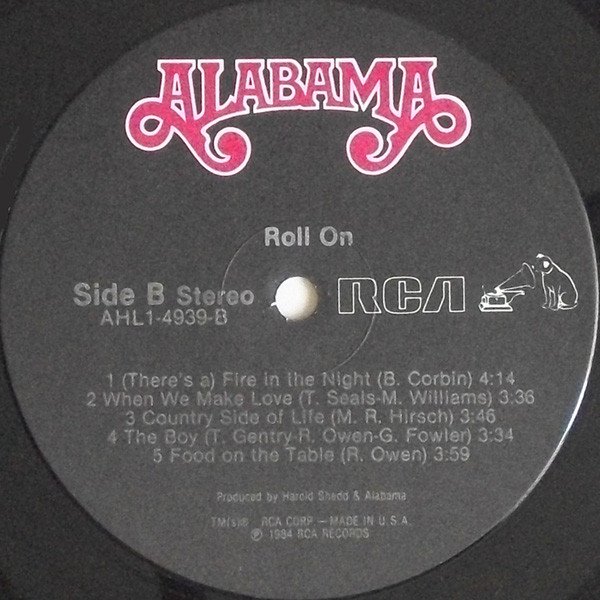 ALABAMA
Roll On
Side B Stereo
AHL1-4939-B
RCA
1 (There's a) Fire in the Night (B. Corbin) 4:14
2 When We Make Love (T. Seals-M. Williams) 3:36
3 Country Side of Life (M. R. Hirsch) 3:46
4 The Boy (T. Gentry-R. Owen-G. Fowler) 3:34
5 Food on the Table (R. Owen) 3:59
Produced by Harold Shedd & Alabama
TM(s)® RCA CORP – MADE IN U.S.A.
℗ 1984 RCA RECORDS